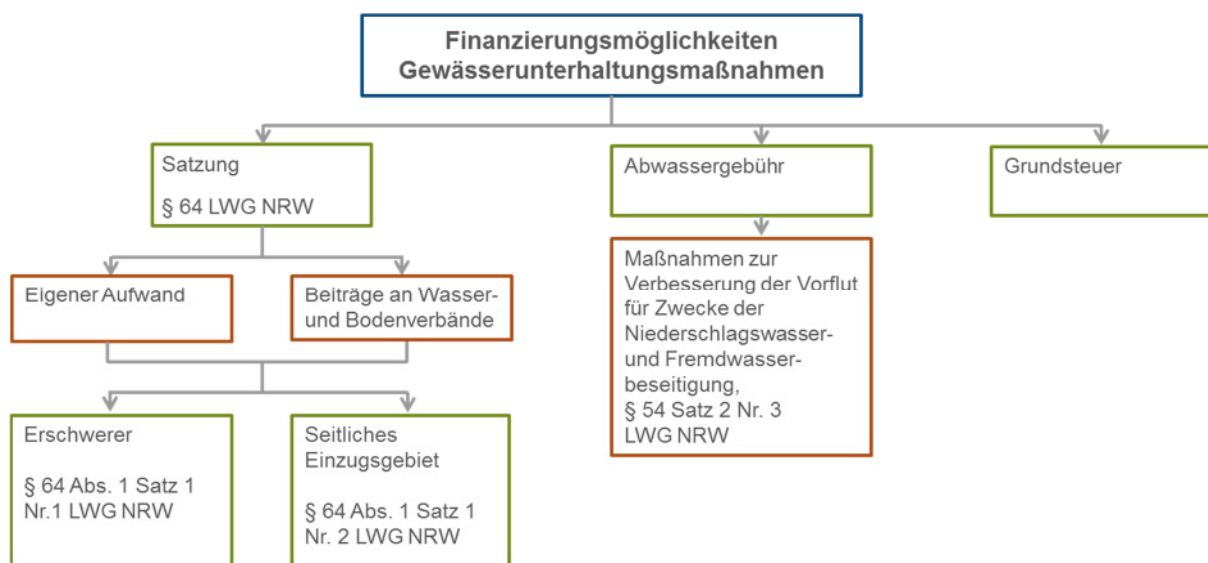 Finanzierungsmöglichkeiten
Gewässerunterhaltungsmaßnahmen
Satzung
§ 64 LWG NRW
Abwassergebühr
Grundsteuer
Eigener Aufwand
Beiträge an Wasser-
und Bodenverbände
Maßnahmen zur
Verbesserung der Vorflut
für Zwecke der
Niederschlagswasser-
und Fremdwasser-
beseitigung,
§ 54 Satz 2 Nr. 3
LWG NRW
Erschwerer
§ 64 Abs. 1 Satz 1
Nr.1 LWG NRW
Seitliches
Einzugsgebiet
§ 64 Abs. 1 Satz 1
Nr. 2 LWG NRW